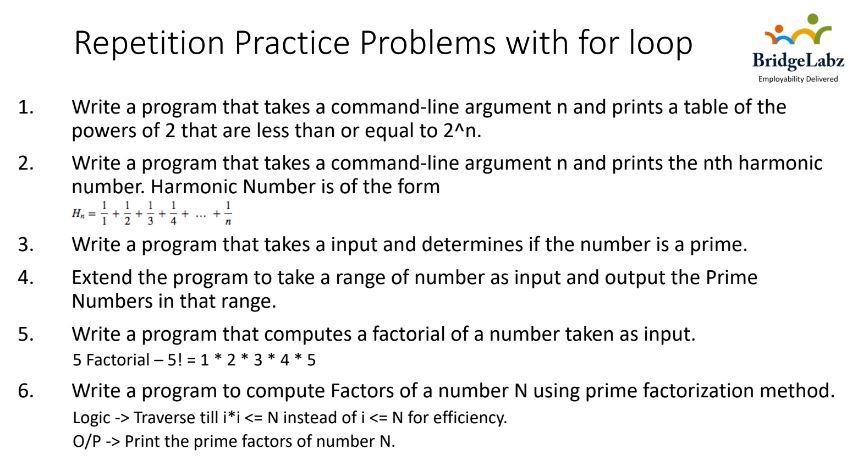 Repetition Practice Problems with for loop
BridgeLabz
Employability Delivered
1. Write a program that takes a command-line argument n and prints a table of the
powers of 2 that are less than or equal to 2^n.
2. Write a program that takes a command-line argument n and prints the nth harmonic
number. Harmonic Number is of the form
Hₙ = 1/1 + 1/2 + 1/3 + 1/4 + ... + 1/n
3. Write a program that takes a input and determines if the number is a prime.
4. Extend the program to take a range of number as input and output the Prime
Numbers in that range.
5. Write a program that computes a factorial of a number taken as input.
5 Factorial – 5! = 1 * 2 * 3 * 4 * 5
6. Write a program to compute Factors of a number N using prime factorization method.
Logic -> Traverse till i*i <= N instead of i <= N for efficiency.
O/P -> Print the prime factors of number N.